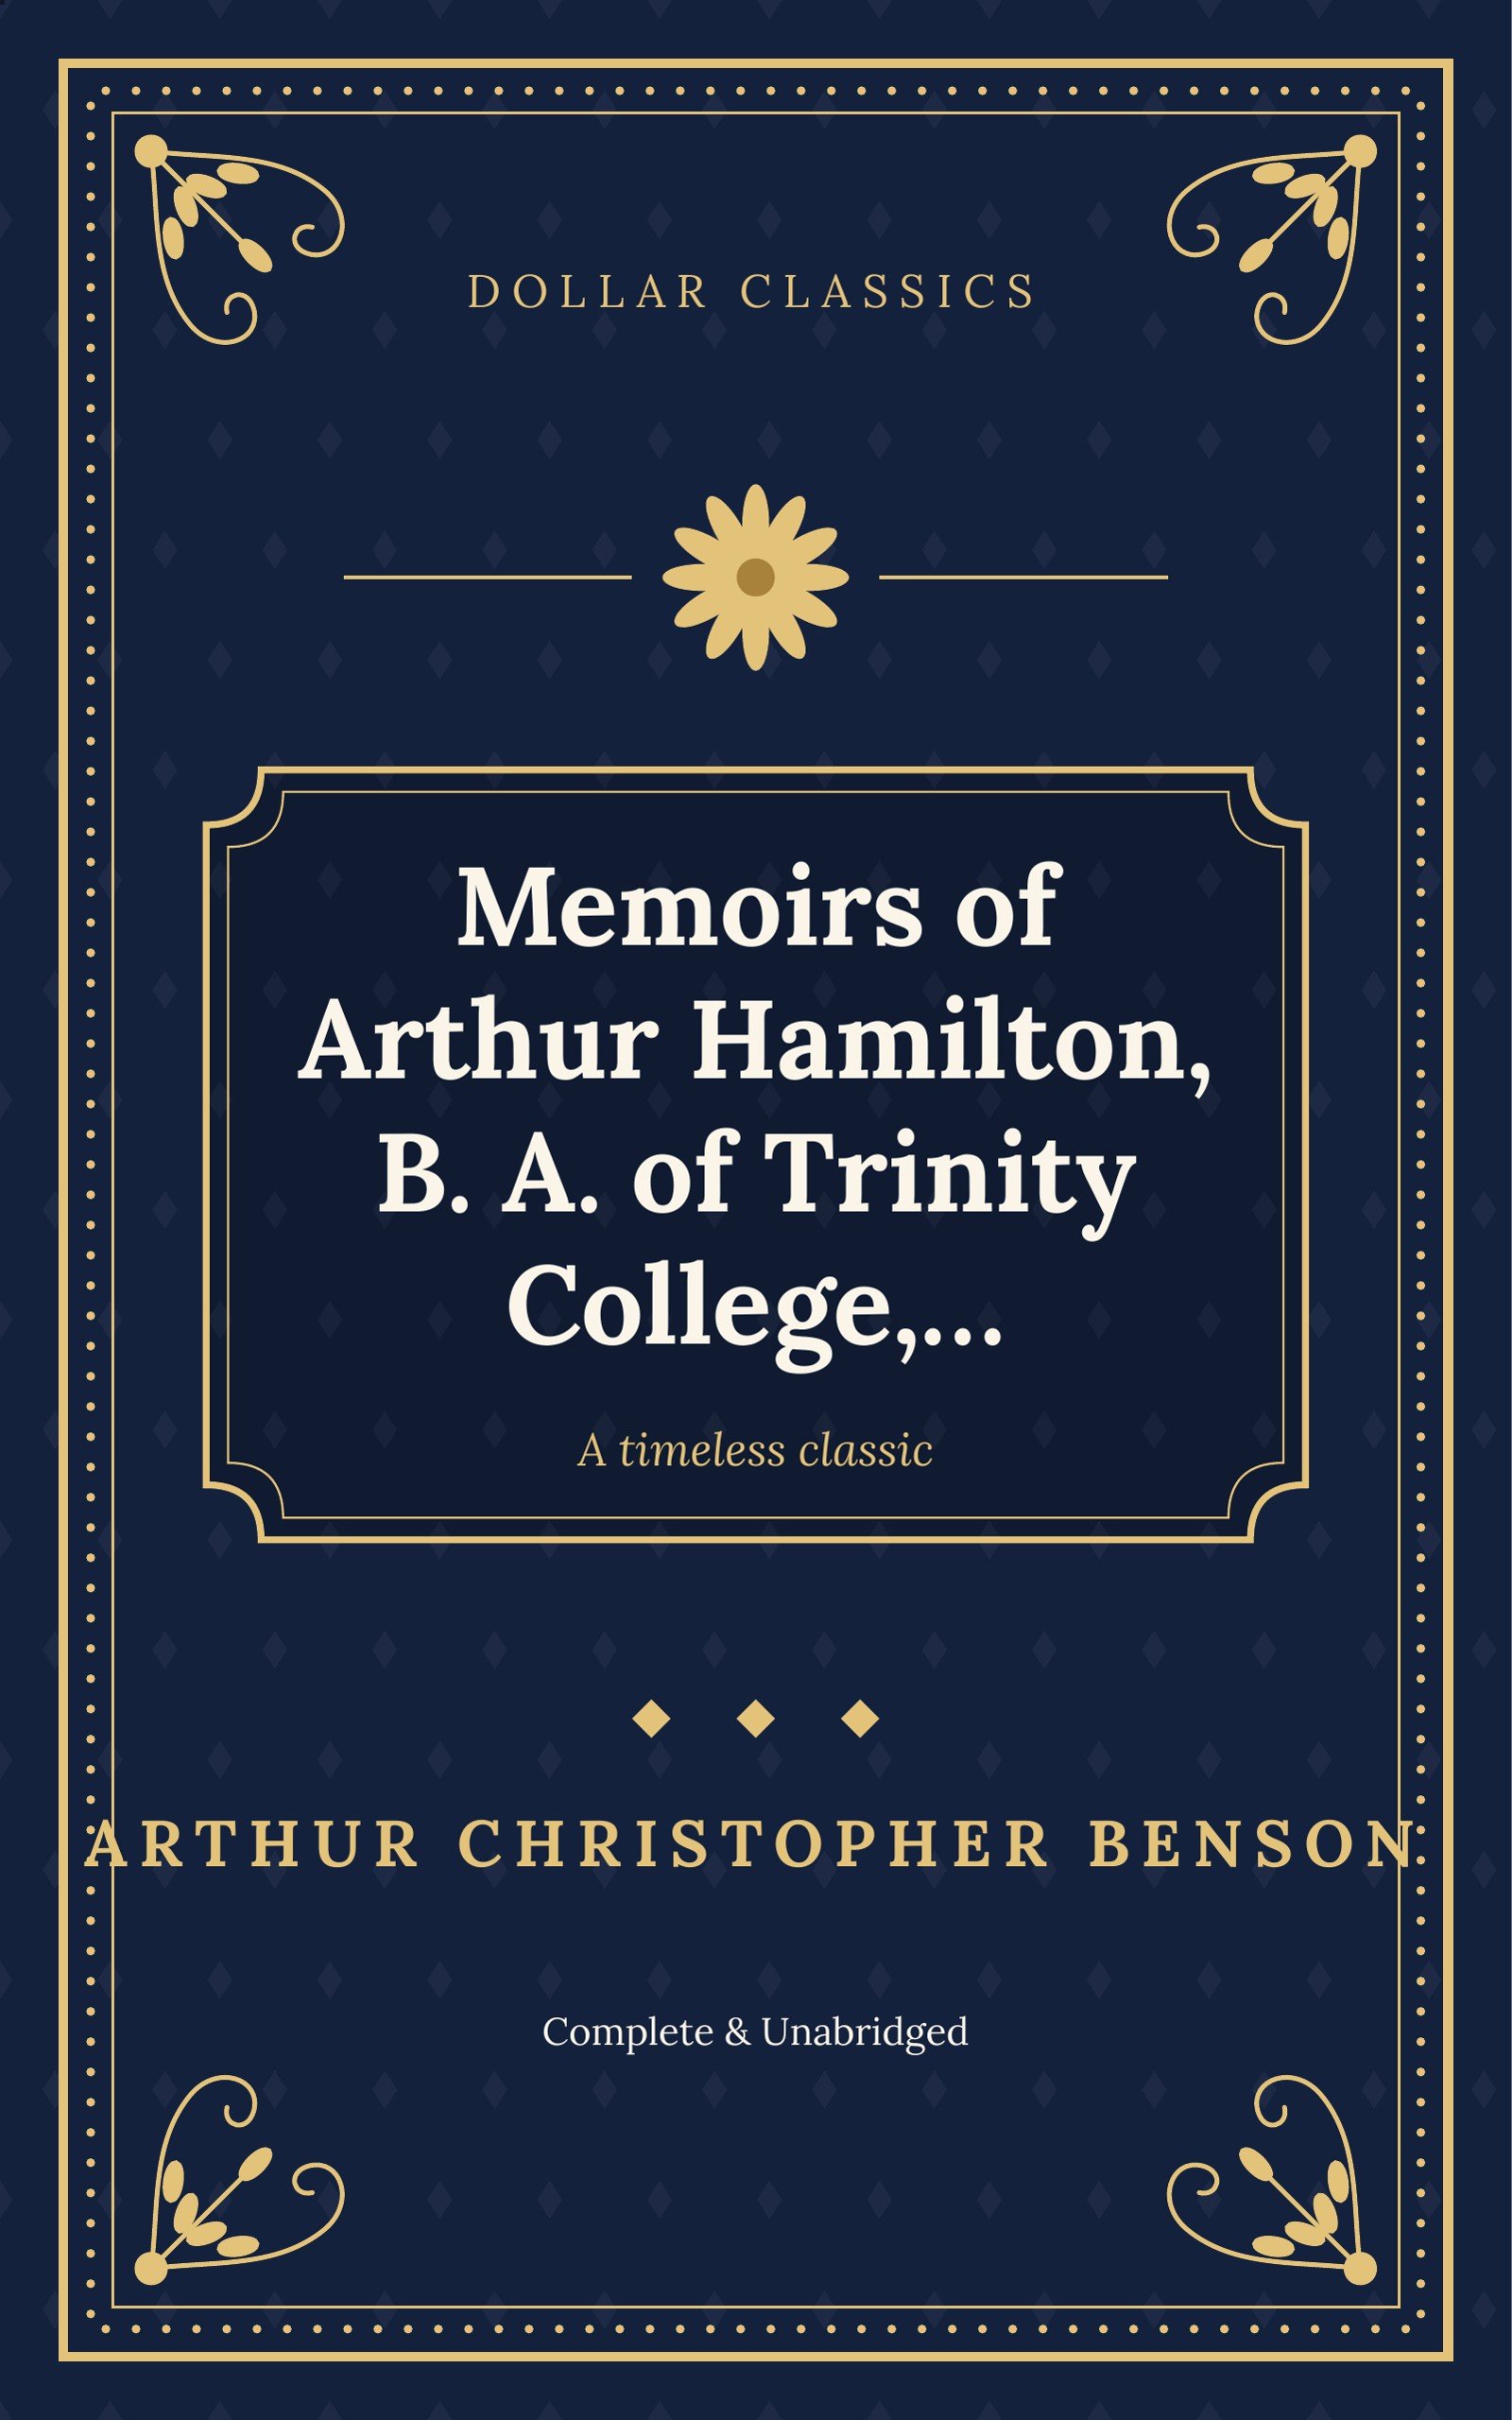 DOLLAR CLASSICS
Memoirs of
Arthur Hamilton,
B. A. of Trinity
College,...
A timeless classic
ARTHUR CHRISTOPHER BENSON
Complete & Unabridged